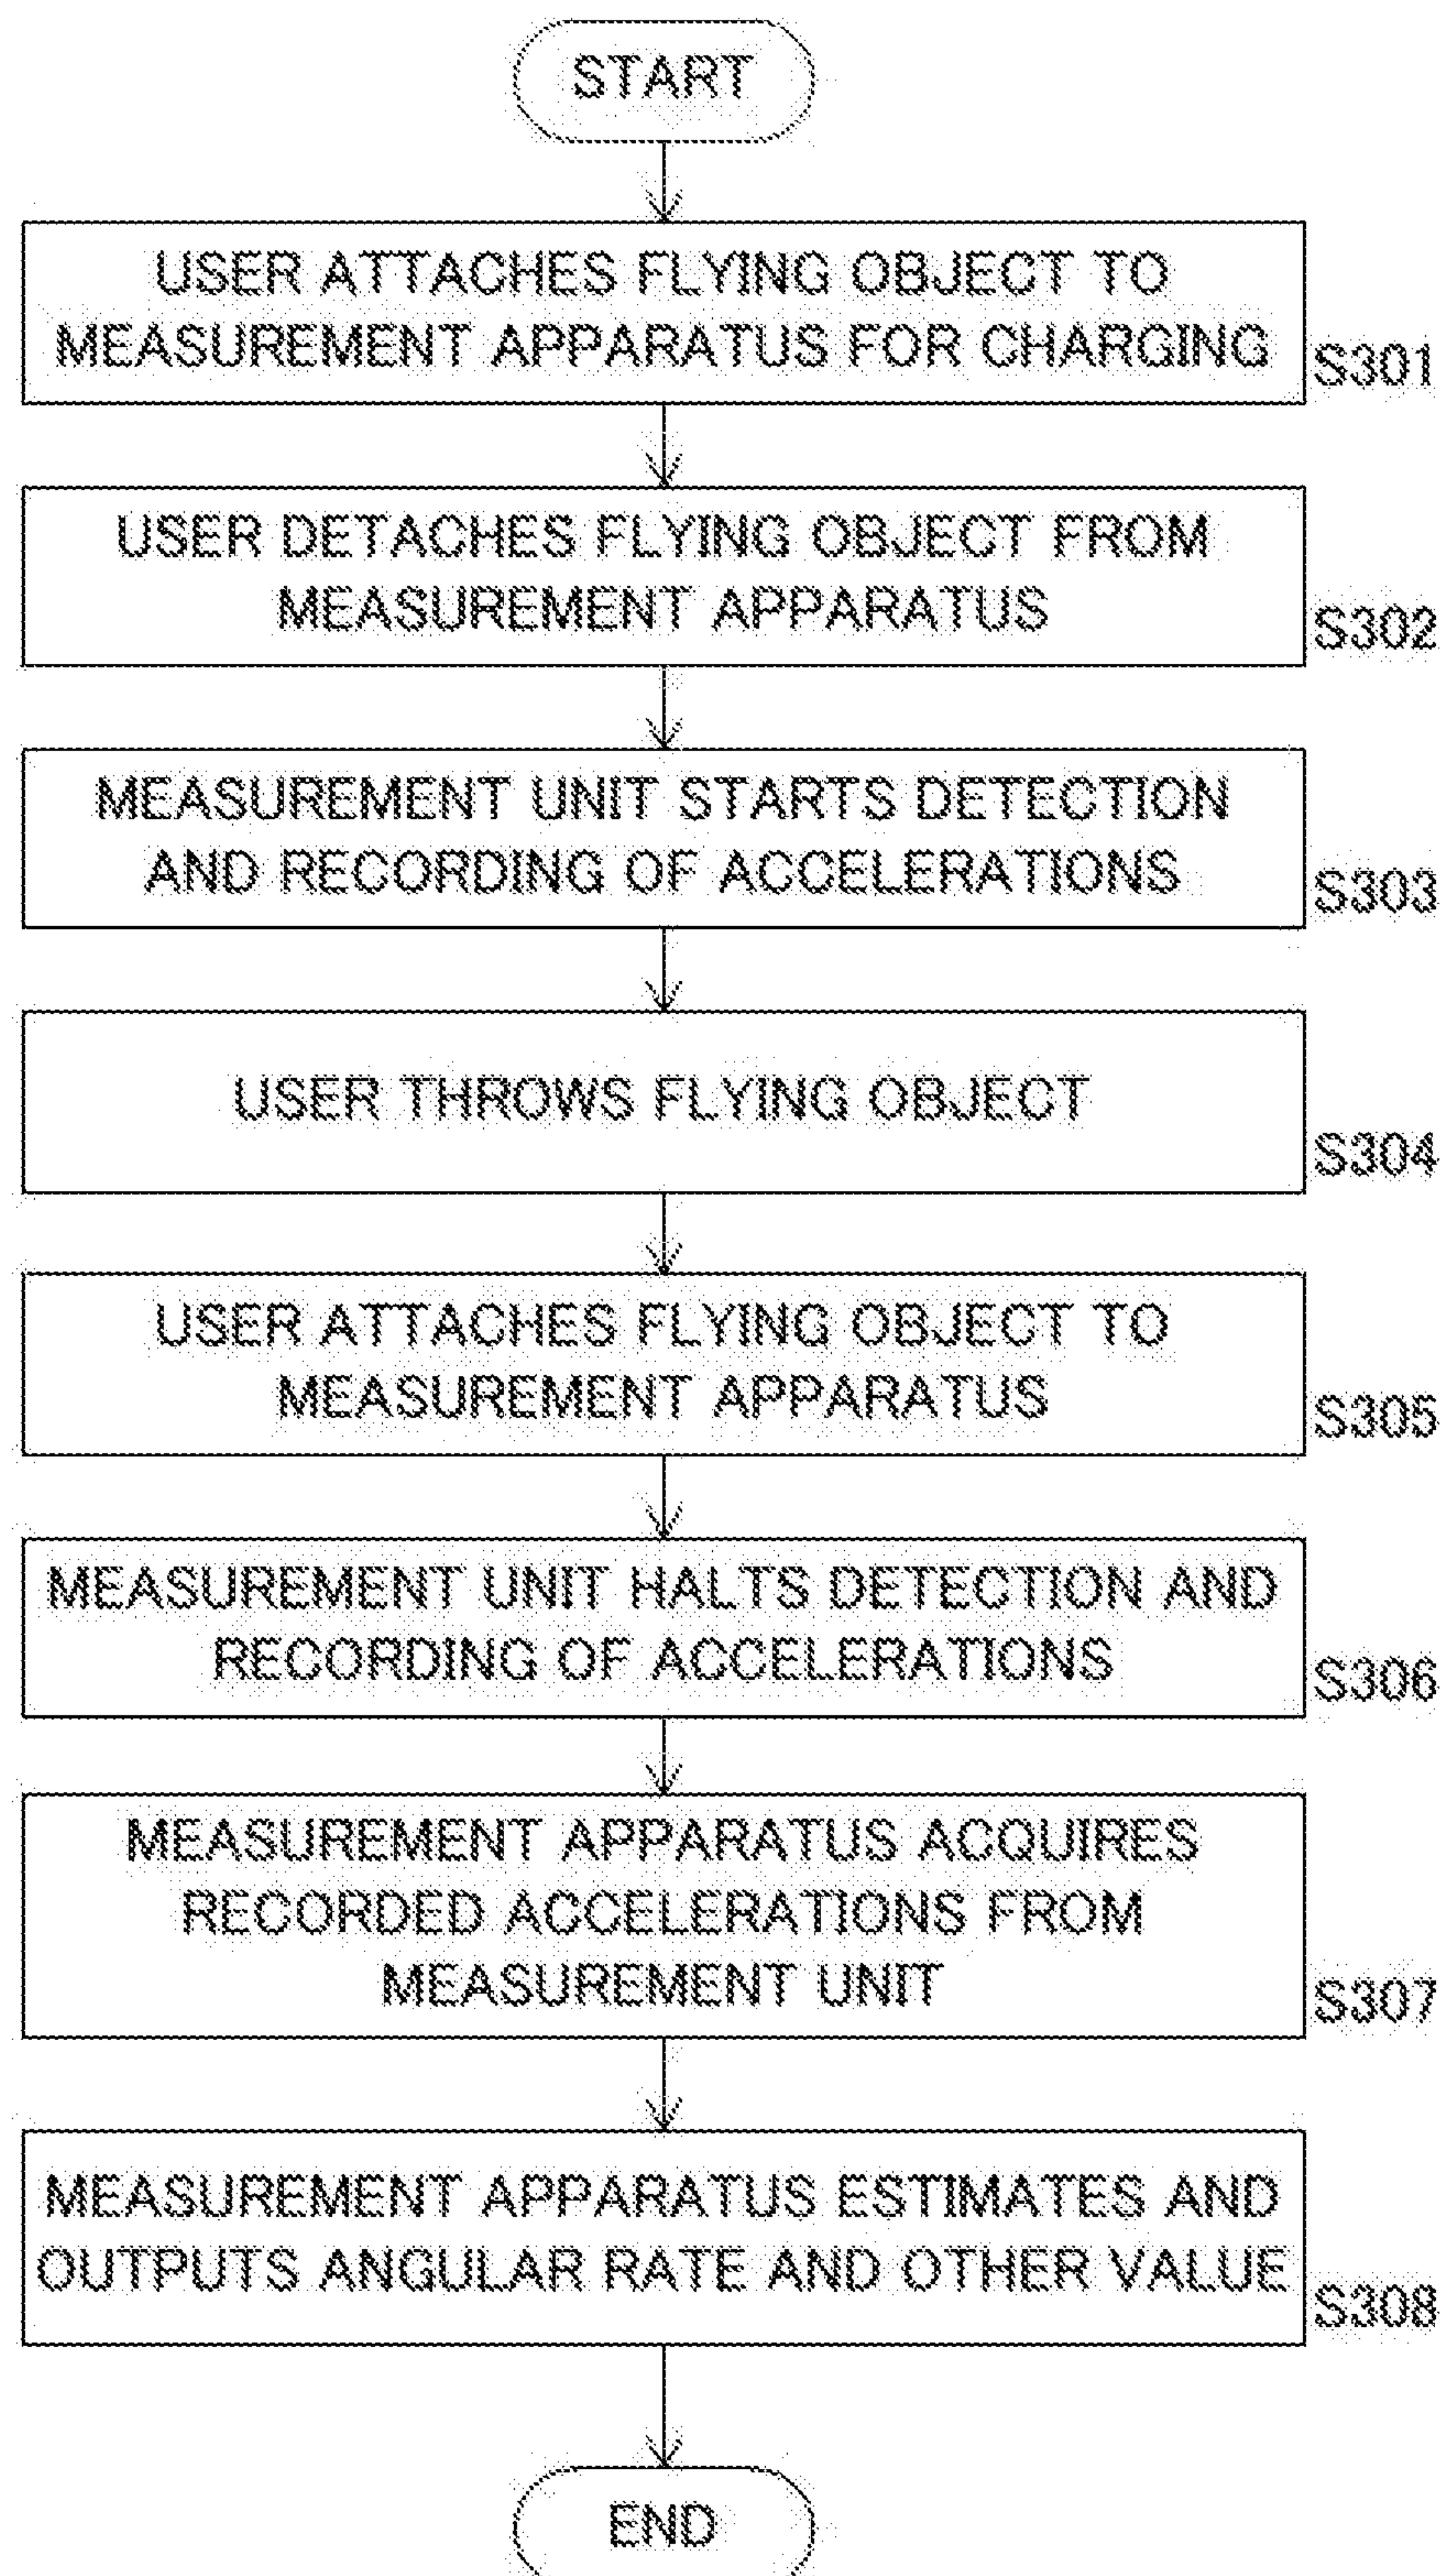 START
USER ATTACHES FLYING OBJECT TO
MEASUREMENT APPARATUS FOR CHARGING
S301
USER DETACHES FLYING OBJECT FROM
MEASUREMENT APPARATUS
S302
MEASUREMENT UNIT STARTS DETECTION
AND RECORDING OF ACCELERATIONS
S303
USER THROWS FLYING OBJECT
S304
USER ATTACHES FLYING OBJECT TO
MEASUREMENT APPARATUS
S305
MEASUREMENT UNIT HALTS DETECTION AND
RECORDING OF ACCELERATIONS
S306
MEASUREMENT APPARATUS ACQUIRES
RECORDED ACCELERATIONS FROM
MEASUREMENT UNIT
S307
MEASUREMENT APPARATUS ESTIMATES AND
OUTPUTS ANGULAR RATE AND OTHER VALUE
S308
END